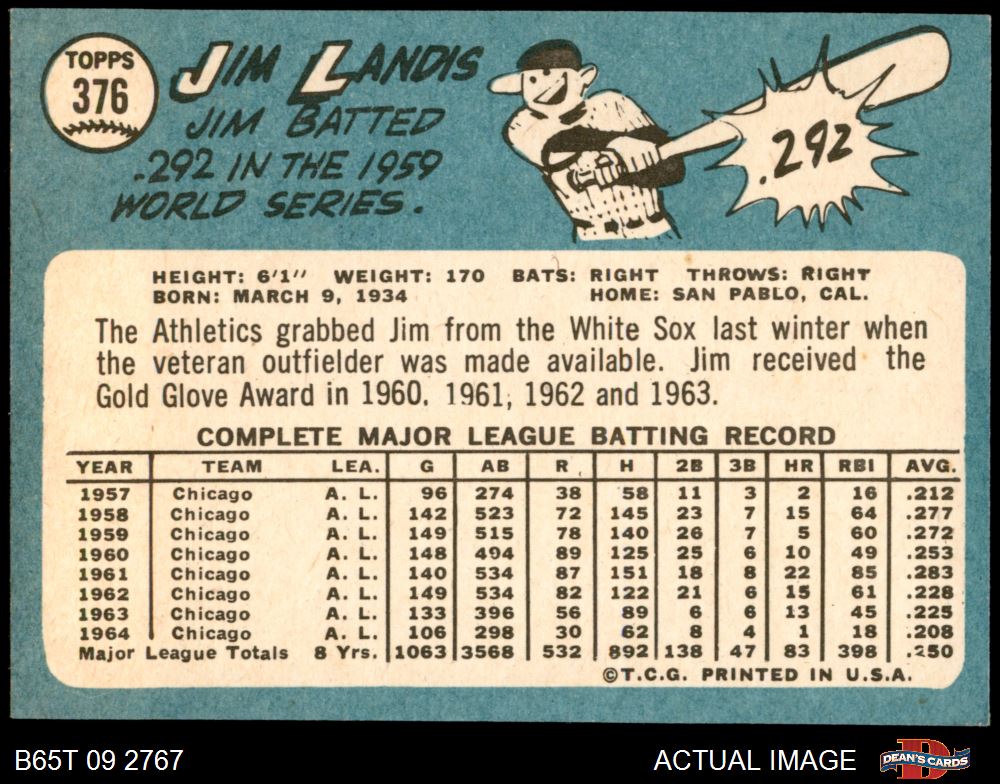 TOPPS
376
JIM LANDIS
JIM BATTED
.292 IN THE 1959
WORLD SERIES.
.292
HEIGHT: 6'1" WEIGHT: 170 BATS: RIGHT THROWS: RIGHT
BORN: MARCH 9, 1934 HOME: SAN PABLO, CAL.
The Athletics grabbed Jim from the White Sox last winter when
the veteran outfielder was made available. Jim received the
Gold Glove Award in 1960, 1961, 1962 and 1963.
COMPLETE MAJOR LEAGUE BATTING RECORD
YEAR TEAM LEA. G AB R H 2B 3B HR RBI AVG.
1957 Chicago A. L. 96 274 38 58 11 3 2 16 .212
1958 Chicago A. L. 142 523 72 145 23 7 15 64 .277
1959 Chicago A. L. 149 515 78 140 26 7 5 60 .272
1960 Chicago A. L. 148 494 89 125 25 6 10 49 .253
1961 Chicago A. L. 140 534 87 151 18 8 22 85 .283
1962 Chicago A. L. 149 534 82 122 21 6 15 61 .228
1963 Chicago A. L. 133 396 56 89 6 6 13 45 .225
1964 Chicago A. L. 106 298 30 62 8 4 1 18 .208
Major League Totals 8 Yrs. 1063 3568 532 892 138 47 83 398 .250
©T.C.G. PRINTED IN U.S.A.
B65T 09 2767 ACTUAL IMAGE DEAN'S CARDS